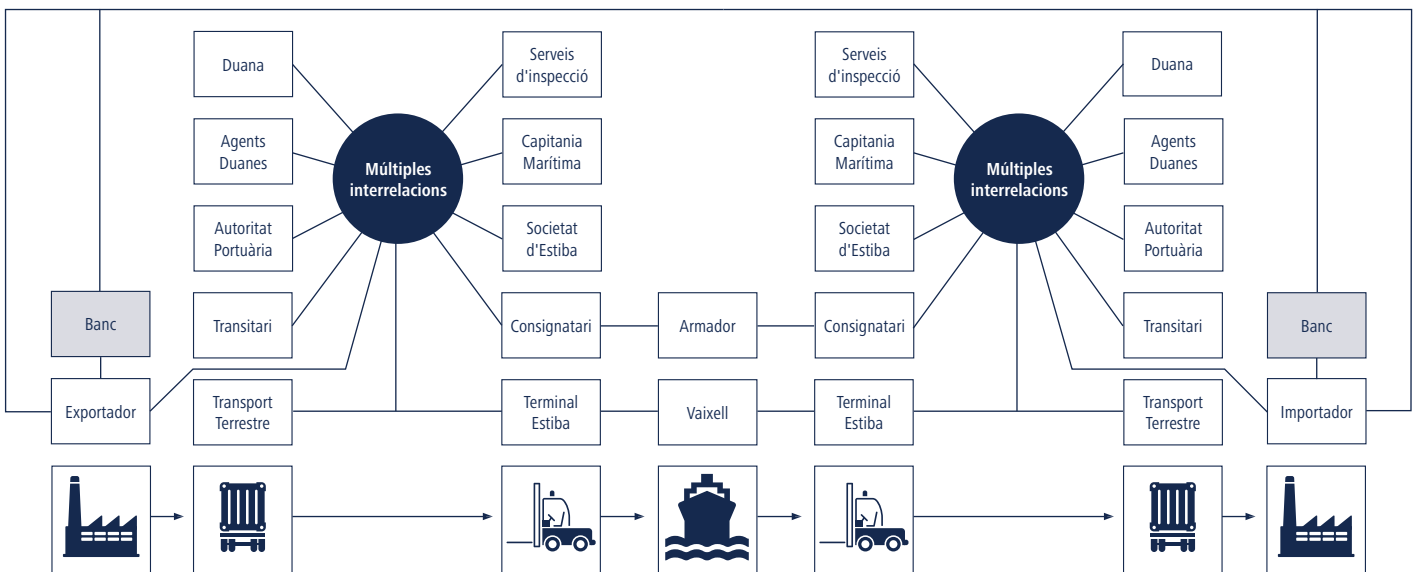 Duana
Serveis
d'inspecció
Serveis
d'inspecció
Duana
Agents
Duanes
Múltiples
interrelacions
Capitania
Marítima
Capitania
Marítima
Múltiples
interrelacions
Agents
Duanes
Autoritat
Portuària
Societat
d'Estiba
Societat
d'Estiba
Autoritat
Portuària
Banc
Transitari
Consignatari
Armador
Consignatari
Transitari
Banc
Exportador
Transport
Terrestre
Terminal
Estiba
Vaixell
Terminal
Estiba
Transport
Terrestre
Importador